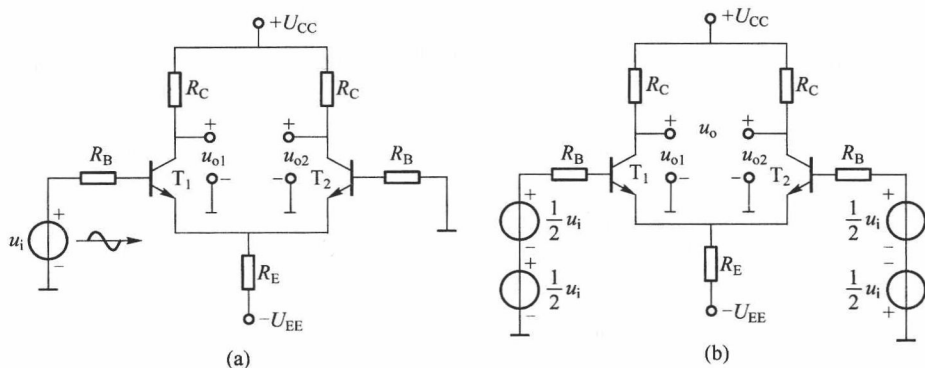 +U_CC
R_C
R_C
+
+
u_o1
u_o2
R_B
T_1
−
−
T_2
R_B
+
u_i
−
R_E
−U_EE
(a)
+U_CC
R_C
R_C
+
u_o
+
R_B
u_o1
u_o2
R_B
T_1
−
−
T_2
+
1/2 u_i
−
+
1/2 u_i
−
+
1/2 u_i
−
−
1/2 u_i
+
R_E
−U_EE
(b)